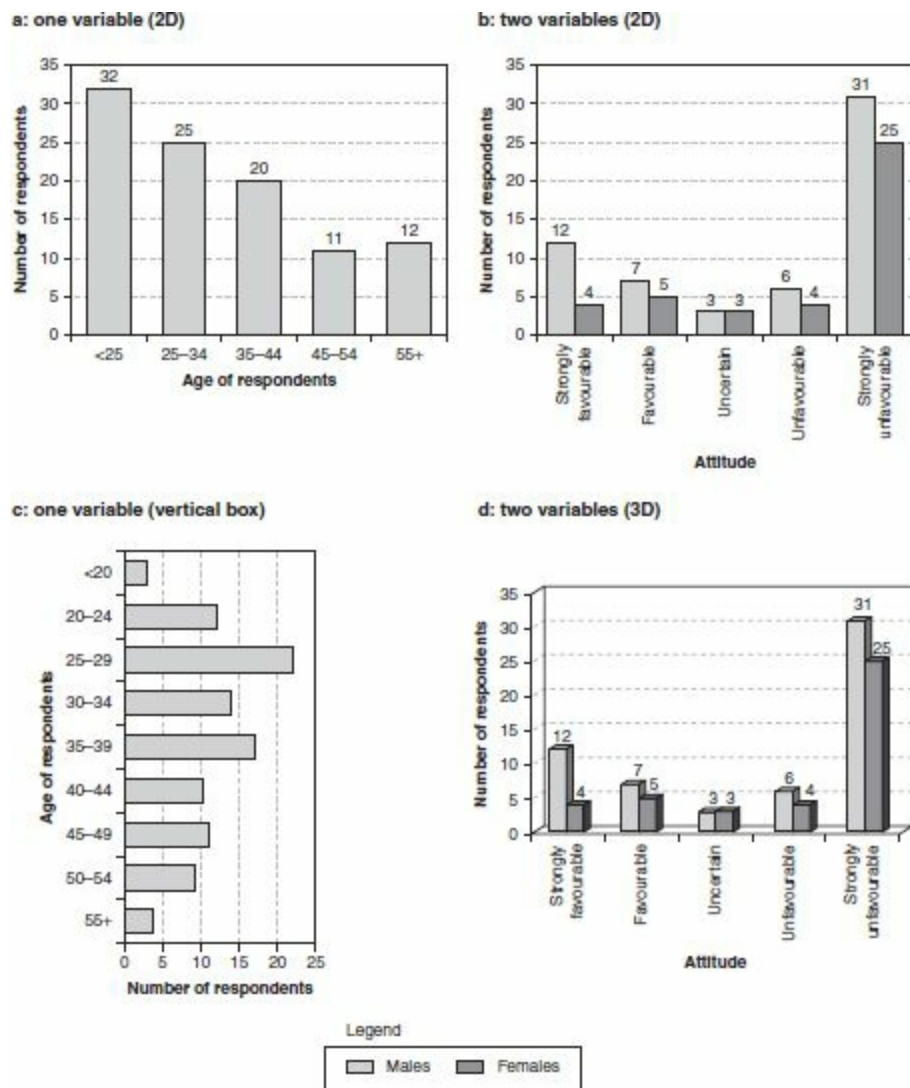 a: one variable (2D)
Number of respondents
35
30
25
20
15
10
5
0
32
25
20
11
12
<25
25–34
35–44
45–54
55+
Age of respondents
b: two variables (2D)
Number of respondents
35
30
25
20
15
10
5
0
12
4
7
5
3
3
6
4
31
25
Strongly
favourable
Favourable
Uncertain
Unfavourable
Strongly
unfavourable
Attitude
c: one variable (vertical box)
Age of respondents
<20
20–24
25–29
30–34
35–39
40–44
45–49
50–54
55+
0 5 10 15 20 25
Number of respondents
d: two variables (3D)
Number of respondents
35
30
25
20
15
10
5
0
12
4
7
5
3
3
6
4
31
25
Strongly
favourable
Favourable
Uncertain
Unfavourable
Strongly
unfavourable
Attitude
Legend
Males Females